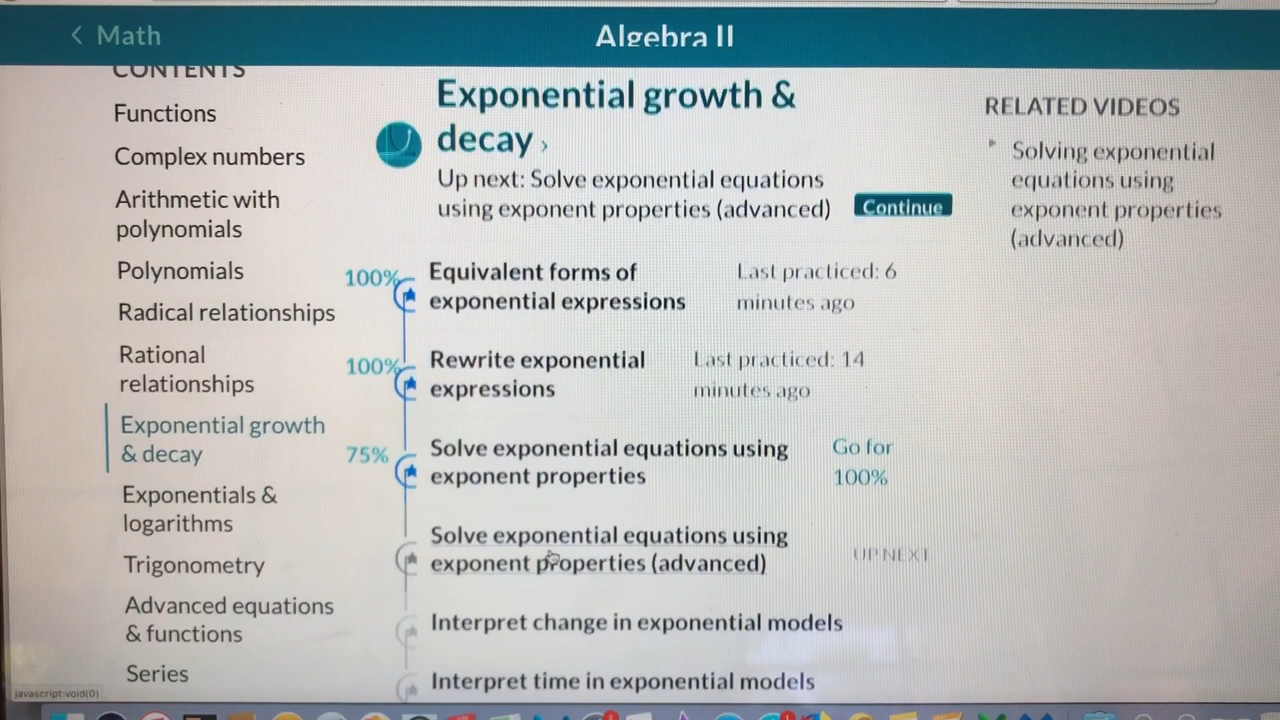 Math
Algebra II
CONTENTS
Functions
Complex numbers
Arithmetic with
polynomials
Polynomials
Radical relationships
Rational
relationships
Exponential growth
& decay
Exponentials &
logarithms
Trigonometry
Advanced equations
& functions
Series
Exponential growth &
decay ›
Up next: Solve exponential equations
using exponent properties (advanced)
Continue
100%
Equivalent forms of
exponential expressions
Last practiced: 6
minutes ago
100%
Rewrite exponential
expressions
Last practiced: 14
minutes ago
75%
Solve exponential equations using
exponent properties
Go for
100%
Solve exponential equations using
exponent properties (advanced)
UP NEXT
Interpret change in exponential models
Interpret time in exponential models
RELATED VIDEOS
Solving exponential
equations using
exponent properties
(advanced)
javascript:void(0)